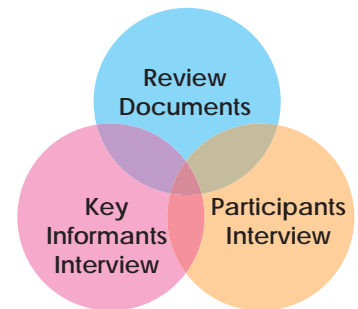 Review
Documents
Key
Informants
Interview
Participants
Interview